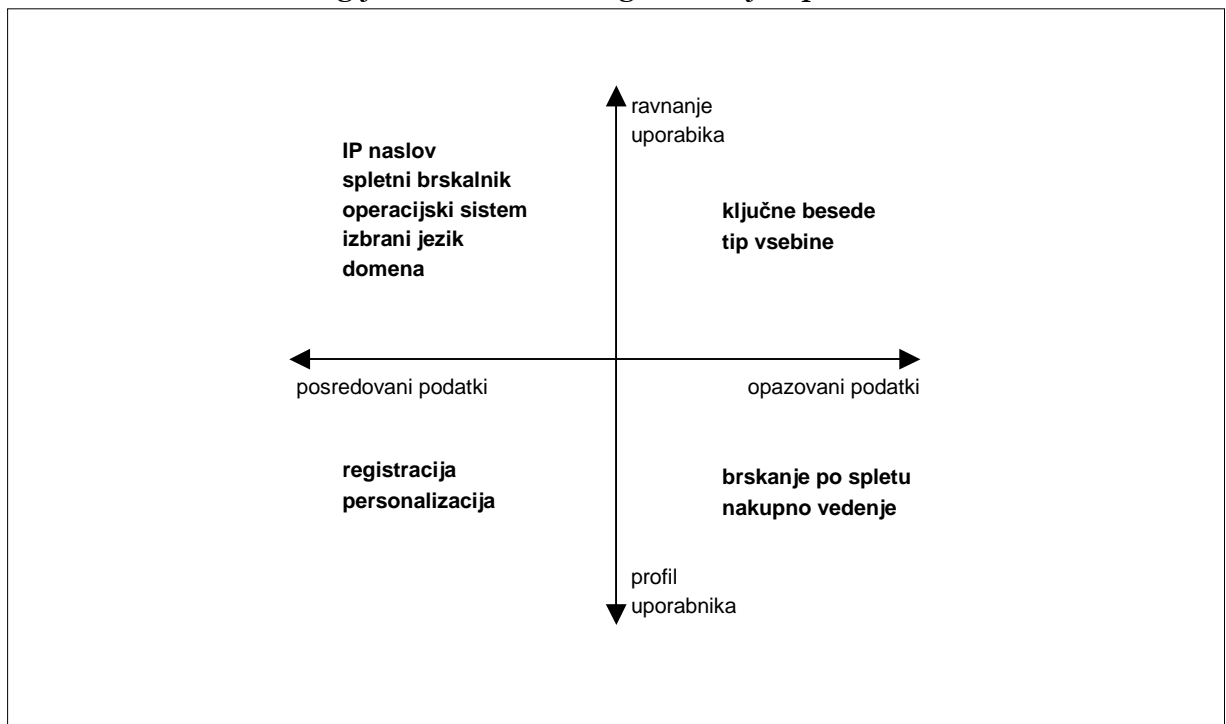 ravnanje
uporabika
IP naslov
spletni brskalnik
operacijski sistem
izbrani jezik
domena
ključne besede
tip vsebine
posredovani podatki
opazovani podatki
registracija
personalizacija
brskanje po spletu
nakupno vedenje
profil
uporabnika